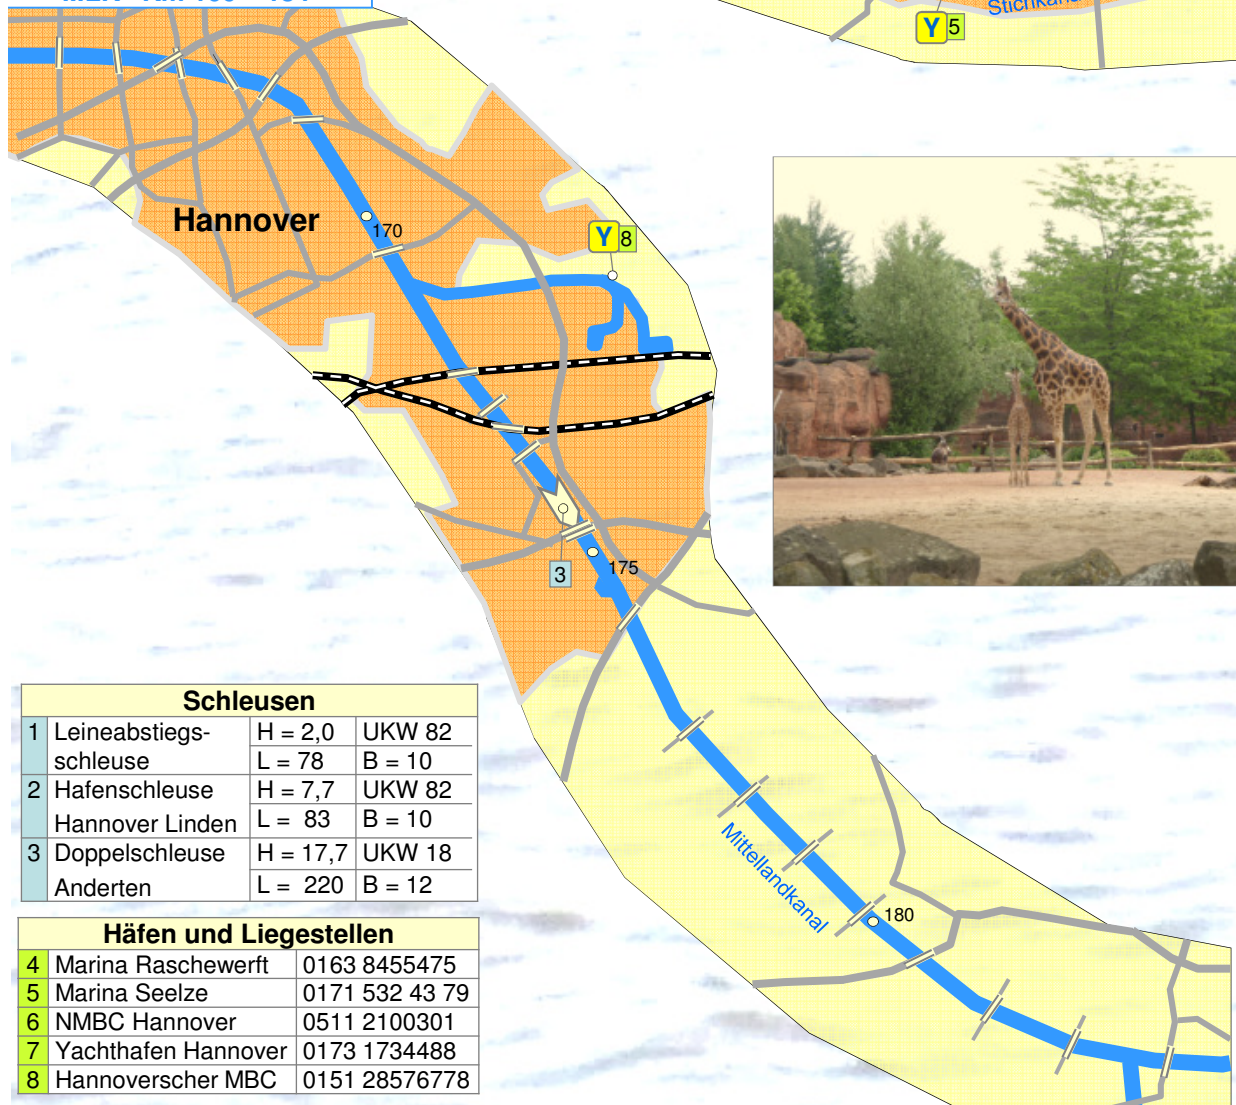 Stichkanal
Y 5
Hannover
170
Y 8
175
3
Schleusen
1 Leineabstiegs- H = 2,0 UKW 82
schleuse L = 78 B = 10
2 Hafenschleuse H = 7,7 UKW 82
Hannover Linden L = 83 B = 10
3 Doppelschleuse H = 17,7 UKW 18
Anderten L = 220 B = 12
Mittellandkanal
180
Häfen und Liegestellen
4 Marina Raschewerft 0163 8455475
5 Marina Seelze 0171 532 43 79
6 NMBC Hannover 0511 2100301
7 Yachthafen Hannover 0173 1734488
8 Hannoverscher MBC 0151 28576778